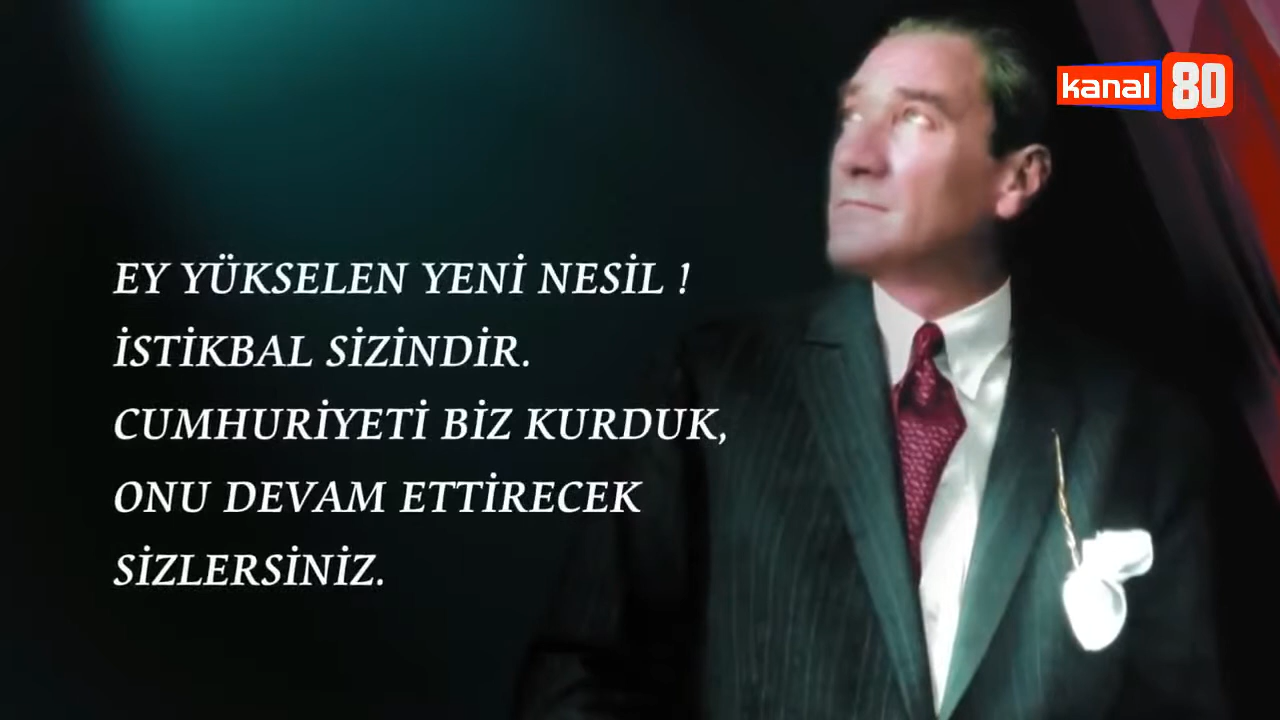 kanal 80
EY YÜKSELEN YENİ NESİL !
İSTİKBAL SİZİNDİR.
CUMHURİYETİ BİZ KURDUK,
ONU DEVAM ETTİRECEK
SİZLERSİNİZ.